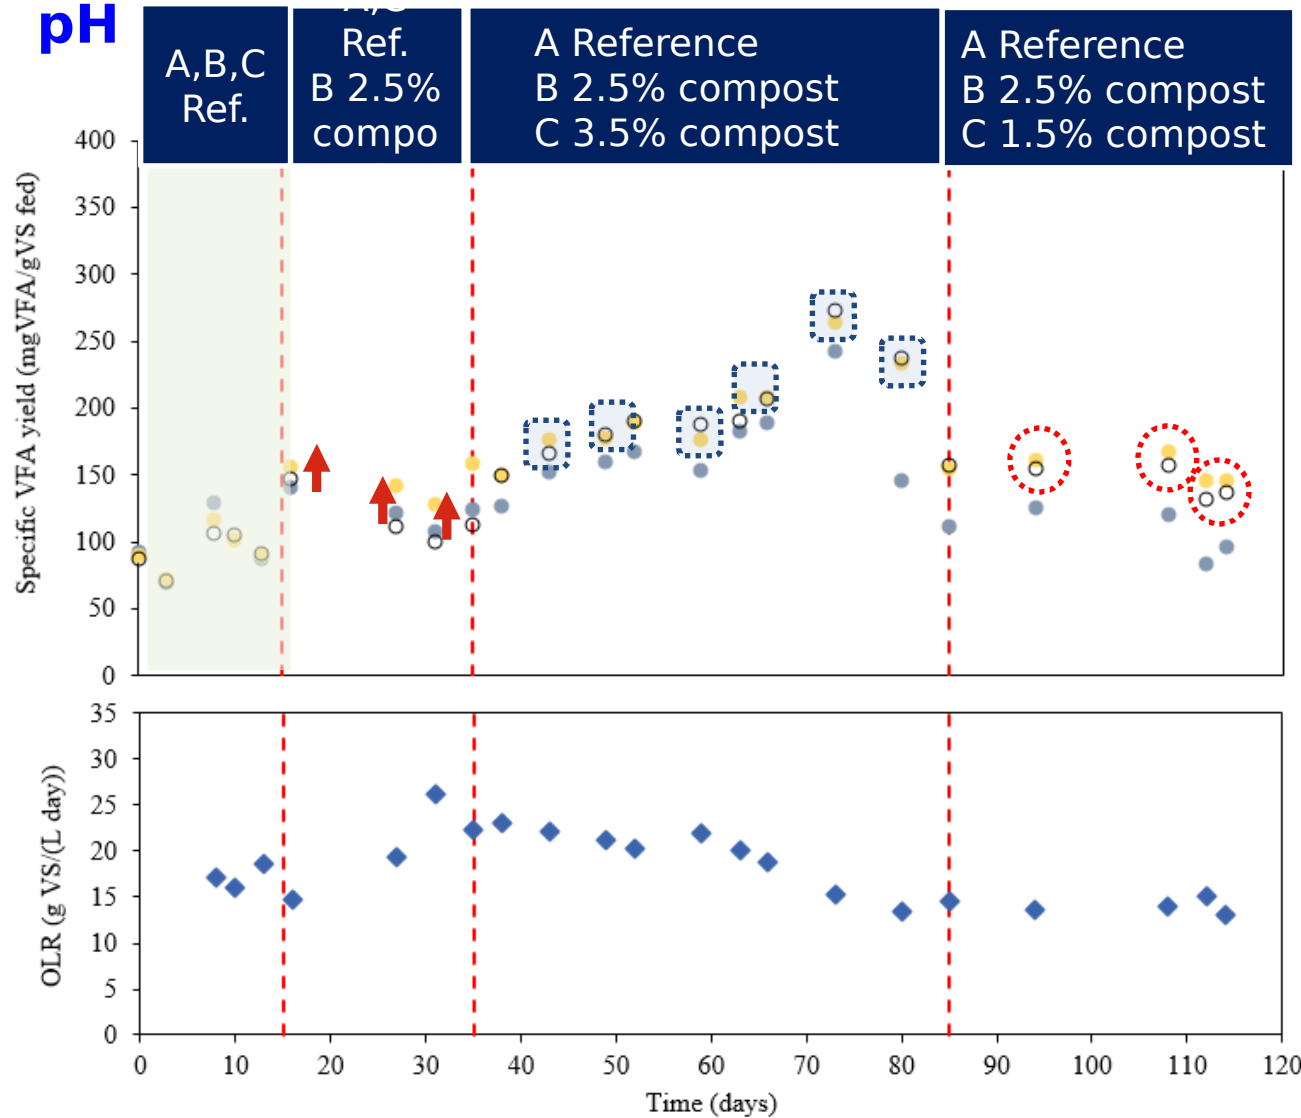 pH
A,B,C
Ref.
Ref.
B 2.5%
compo
A Reference
B 2.5% compost
C 3.5% compost
A Reference
B 2.5% compost
C 1.5% compost
Specific VFA yield (mgVFA/gVS fed)
400
350
300
250
200
150
100
50
0
OLR (g VS/(L day))
35
30
25
20
15
10
5
0
0 10 20 30 40 50 60 70 80 90 100 110 120
Time (days)